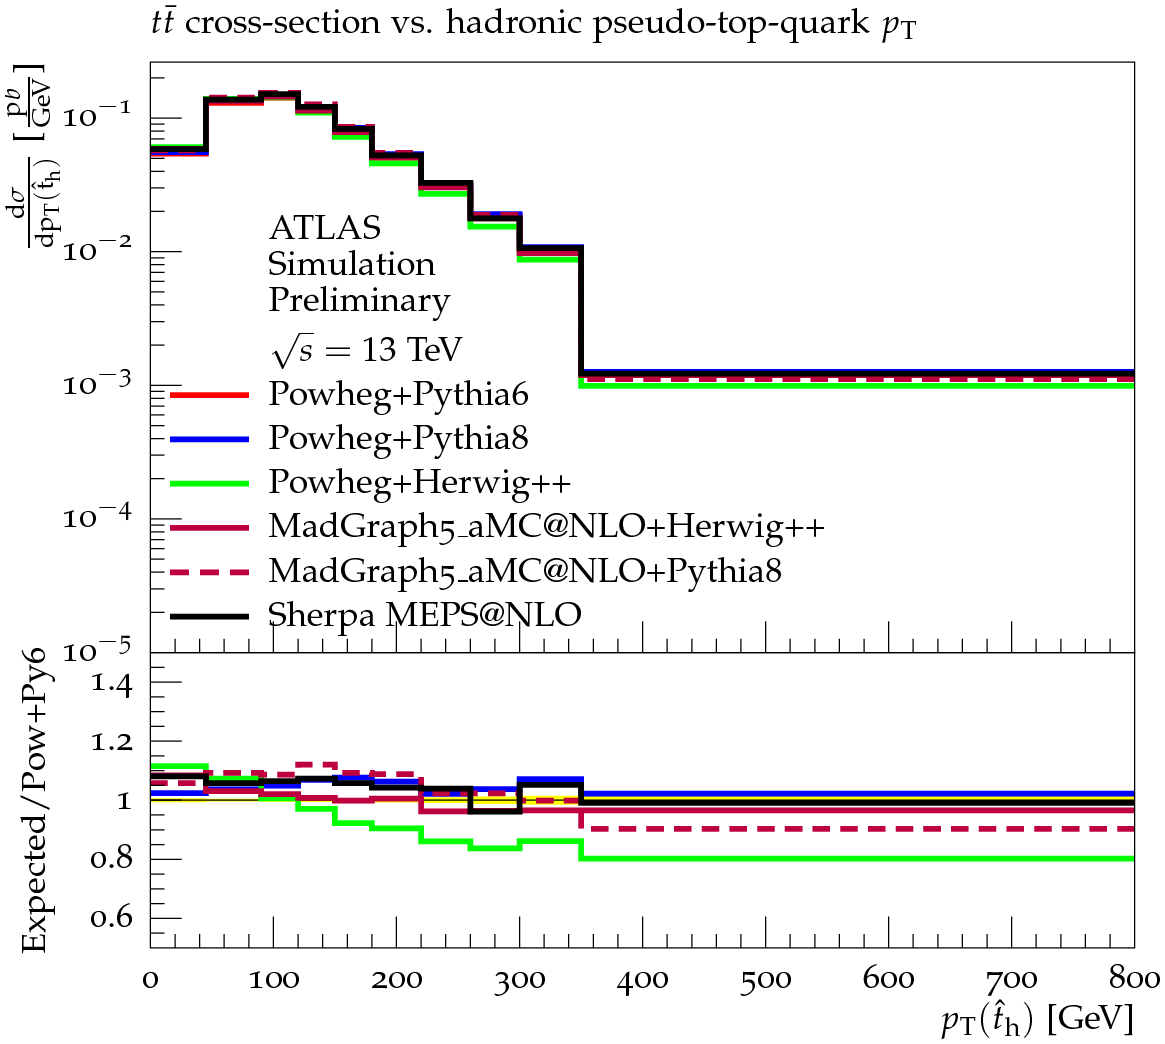 tt̄ cross-section vs. hadronic pseudo-top-quark pT
dσ/dpT(t̂h) [pb/GeV]
10⁻¹
10⁻²
10⁻³
10⁻⁴
10⁻⁵
ATLAS
Simulation
Preliminary
√s = 13 TeV
Powheg+Pythia6
Powheg+Pythia8
Powheg+Herwig++
MadGraph5_aMC@NLO+Herwig++
MadGraph5_aMC@NLO+Pythia8
Sherpa MEPS@NLO
Expected/Pow+Py6
1.4
1.2
1
0.8
0.6
0 100 200 300 400 500 600 700 800
pT(t̂h) [GeV]